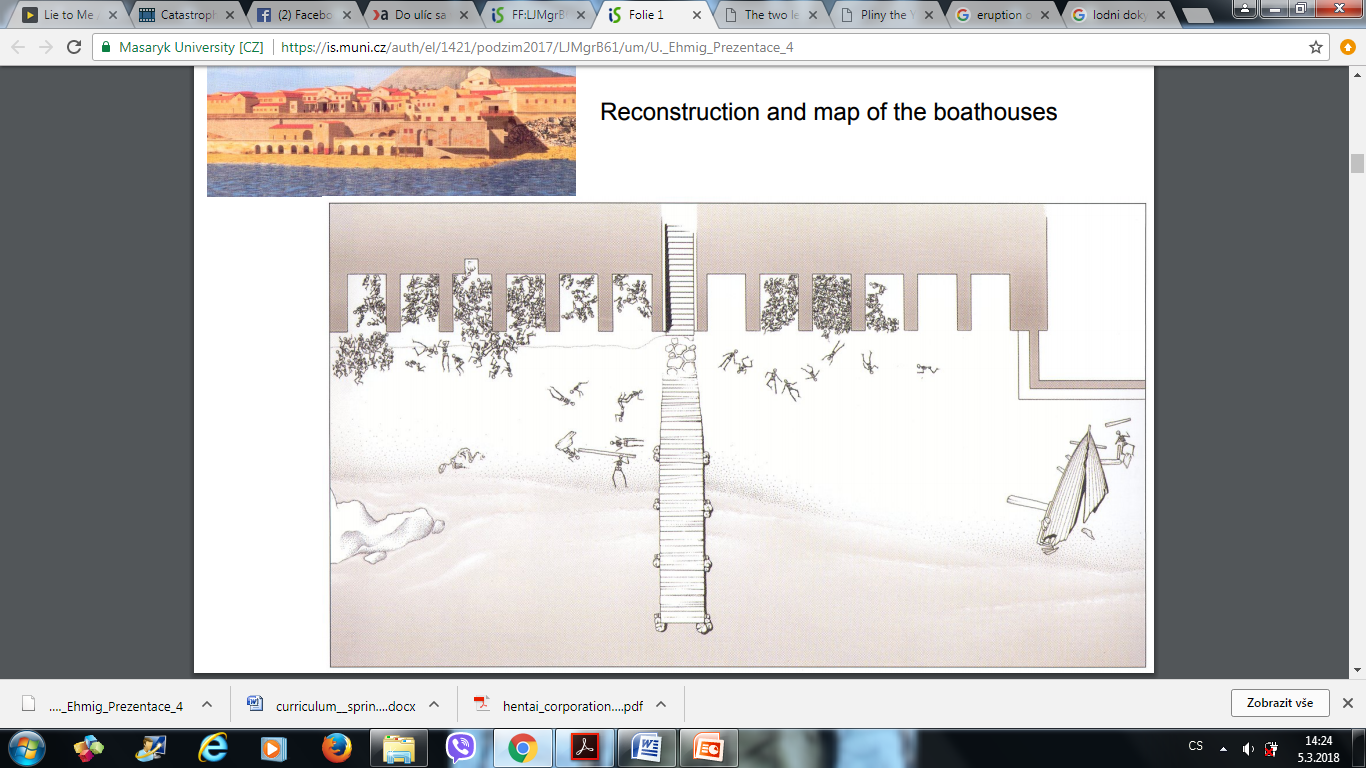 Lie to Me
Catastroph
(2) Facebo
Do ulíc sa
FF:LJMgrB
Folie 1
The two le
Pliny the Y
eruption o
lodni doky
Masaryk University [CZ]
https://is.muni.cz/auth/el/1421/podzim2017/LJMgrB61/um/U._Ehmig_Prezentace_4
Reconstruction and map of the boathouses
...._Ehmig_Prezentace_4
curriculum__sprin....docx
hentai_corporation....pdf
Zobrazit vše
CS
14:24
5.3.2018